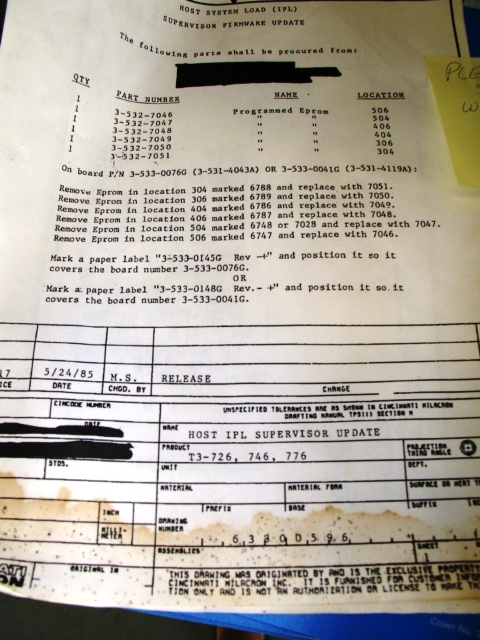 HOST SYSTEM LOAD (IPL)
SUPERVISOR FIRMWARE UPDATE
The following parts shall be procured from:
QTY PART NUMBER NAME LOCATION
1 3-532-7046 Programmed Eprom 506
1 3-532-7047 " " 504
1 3-532-7048 " " 406
1 3-532-7049 " " 404
1 3-532-7050 " " 306
1 3-532-7051 " " 304
On board P/N 3-533-0076G (3-531-4043A) OR 3-533-0041G (3-531-4119A):
Remove Eprom in location 304 marked 6788 and replace with 7051.
Remove Eprom in location 306 marked 6789 and replace with 7050.
Remove Eprom in location 404 marked 6786 and replace with 7049.
Remove Eprom in location 406 marked 6787 and replace with 7048.
Remove Eprom in location 504 marked 6748 or 7028 and replace with 7047.
Remove Eprom in location 506 marked 6747 and replace with 7046.
Mark a paper label "3-533-0145G Rev -+" and position it so it
covers the board number 3-533-0076G.
OR
Mark a paper label "3-533-0148G Rev.- +" and position it so it
covers the board number 3-533-0041G.
5/24/85 M.S. RELEASE
DATE CHGD. BY CHANGE
CINCODE NUMBER
UNSPECIFIED TOLERANCES ARE AS SHOWN IN CINCINNATI MILACRON
DRAFTING MANUAL SECTION
DATE
NAME
HOST IPL SUPERVISOR UPDATE
PRODUCT
T3-726, 746, 776
PROJECTION
THIRD ANGLE
STDS.
UNIT
DEPT.
MATERIAL
MATERIAL FORM
SURFACE OR HEAT
INCH
PREFIX
BASE
SUFFIX
MILLI-
METER
DRAWING
NUMBER
63800596
ASSEMBLIES
SHEET
ORIGINAL IN
THIS DRAWING WAS ORIGINATED BY AND IS THE EXCLUSIVE PROPERTY
CINCINNATI MILACRON INC. IT IS FURNISHED FOR CUSTOMER
TION ONLY AND IS NOT AN AUTHORIZATION OR LICENSE TO MAKE
Cover No.